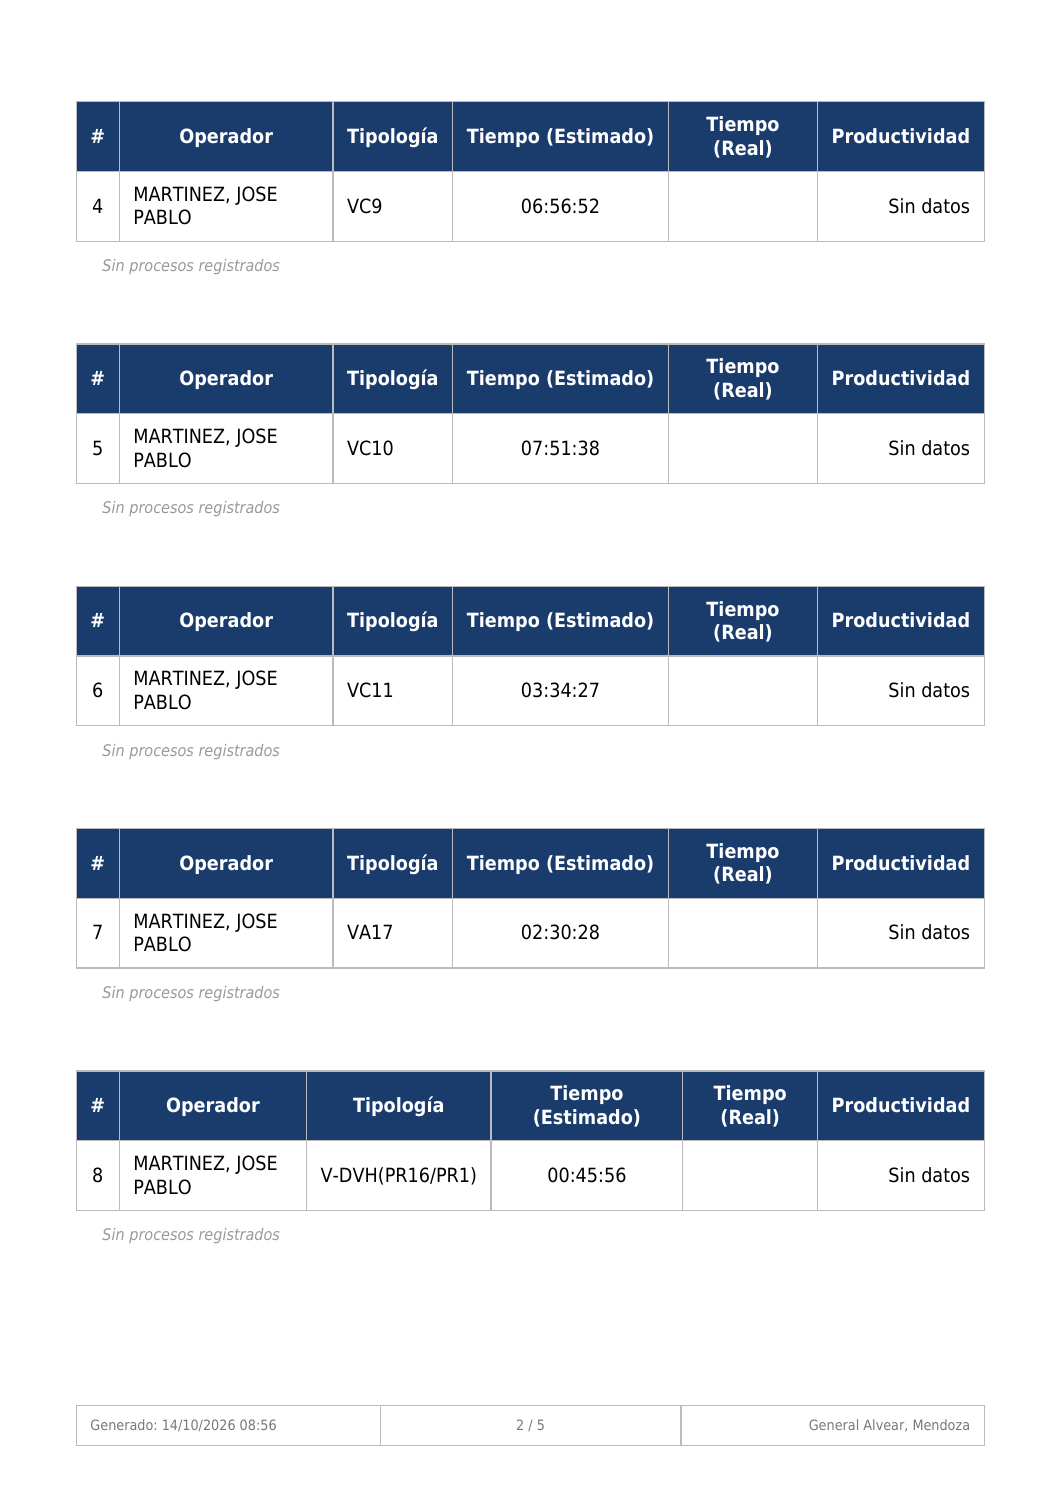 # Operador Tipología Tiempo (Estimado) Tiempo (Real) Productividad
4 MARTINEZ, JOSE PABLO VC9 06:56:52 Sin datos
Sin procesos registrados
# Operador Tipología Tiempo (Estimado) Tiempo (Real) Productividad
5 MARTINEZ, JOSE PABLO VC10 07:51:38 Sin datos
Sin procesos registrados
# Operador Tipología Tiempo (Estimado) Tiempo (Real) Productividad
6 MARTINEZ, JOSE PABLO VC11 03:34:27 Sin datos
Sin procesos registrados
# Operador Tipología Tiempo (Estimado) Tiempo (Real) Productividad
7 MARTINEZ, JOSE PABLO VA17 02:30:28 Sin datos
Sin procesos registrados
# Operador Tipología Tiempo (Estimado) Tiempo (Real) Productividad
8 MARTINEZ, JOSE PABLO V-DVH(PR16/PR1) 00:45:56 Sin datos
Sin procesos registrados
Generado: 14/10/2026 08:56 2 / 5 General Alvear, Mendoza